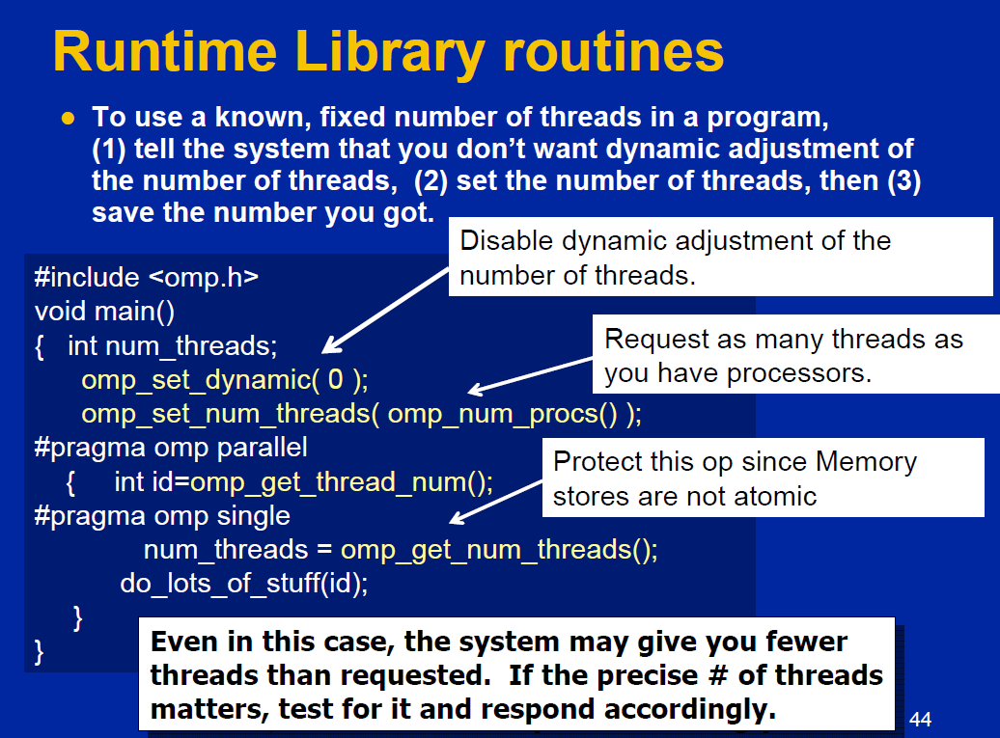 Runtime Library routines
● To use a known, fixed number of threads in a program,
(1) tell the system that you don’t want dynamic adjustment of
the number of threads,  (2) set the number of threads, then (3)
save the number you got.
Disable dynamic adjustment of the
number of threads.
#include <omp.h>
void main()
{   int num_threads;
omp_set_dynamic( 0 );
Request as many threads as
you have processors.
omp_set_num_threads( omp_num_procs() );
#pragma omp parallel
{     int id=omp_get_thread_num();
Protect this op since Memory
stores are not atomic
#pragma omp single
num_threads = omp_get_num_threads();
do_lots_of_stuff(id);
}
}
Even in this case, the system may give you fewer
threads than requested.  If the precise # of threads
matters, test for it and respond accordingly.
44